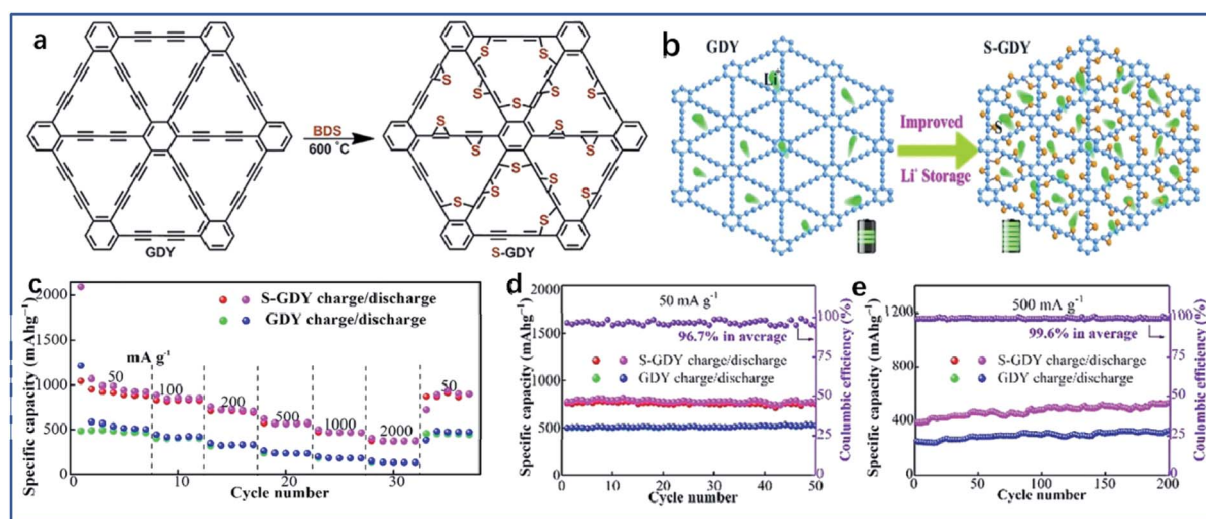 a
BDS
600 °C
GDY
S-GDY
S
S
S
S
S
S
S
S
S
S
S
S
b
GDY
Li⁺
Improved
Li⁺ Storage
S-GDY
S
c
Specific capacity (mAhg⁻¹)
2000
1500
1000
500
0
S-GDY charge/discharge
GDY charge/discharge
mA g⁻¹
50
100
200
500
1000
2000
50
0
10
20
30
Cycle number
d
Specific capacity (mAhg⁻¹)
2000
1750
1500
1250
1000
750
500
0
50 mA g⁻¹
96.7% in average
S-GDY charge/discharge
GDY charge/discharge
Coulombic efficiency (%)
100
75
50
25
0
0
10
20
30
40
50
Cycle number
e
Specific capacity (mAhg⁻¹)
1200
800
400
0
500 mA g⁻¹
99.6% in average
S-GDY charge/discharge
GDY charge/discharge
Coulombic efficiency (%)
100
75
50
25
0
0
50
100
150
200
Cycle number